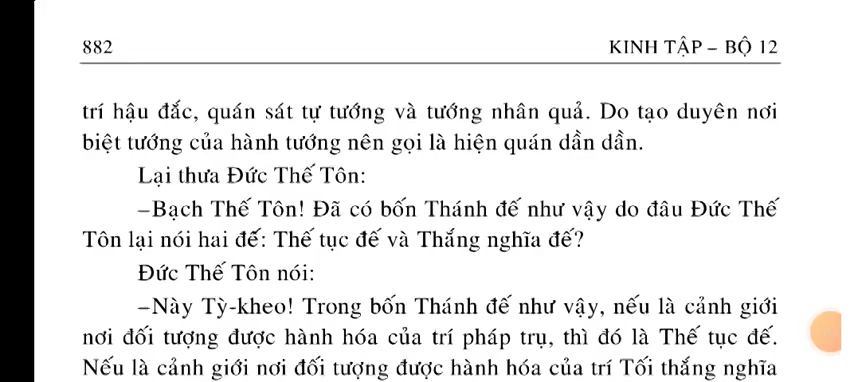 882
KINH TẬP – BỘ 12
trí hậu đắc, quán sát tự tướng và tướng nhân quả. Do tạo duyên nơi
biệt tướng của hành tướng nên gọi là hiện quán dần dần.
Lại thưa Đức Thế Tôn:
–Bạch Thế Tôn! Đã có bốn Thánh đế như vậy do đâu Đức Thế
Tôn lại nói hai đế: Thế tục đế và Thắng nghĩa đế?
Đức Thế Tôn nói:
–Này Tỳ-kheo! Trong bốn Thánh đế như vậy, nếu là cảnh giới
nơi đối tượng được hành hóa của trí pháp trụ, thì đó là Thế tục đế.
Nếu là cảnh giới nơi đối tượng được hành hóa của trí Tối thắng nghĩa